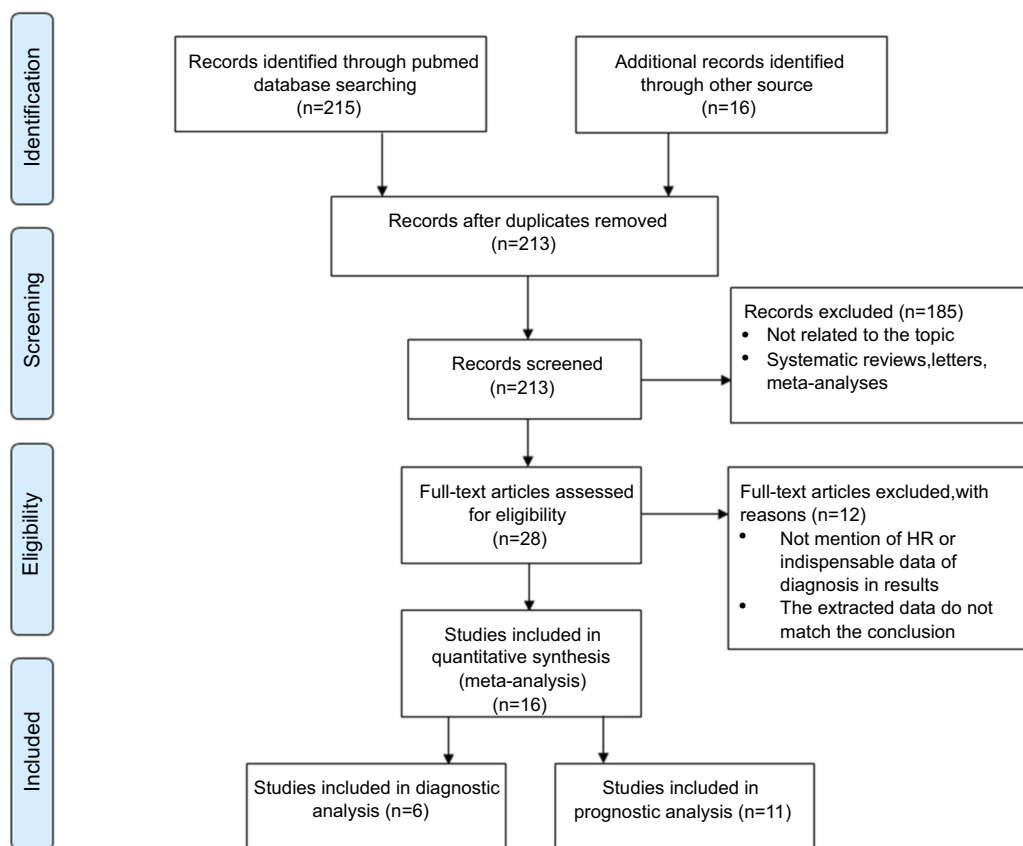 Identification
Records identified through pubmed
database searching
(n=215)
Additional records identified
through other source
(n=16)
Records after duplicates removed
(n=213)
Screening
Records screened
(n=213)
Records excluded (n=185)
• Not related to the topic
• Systematic reviews,letters,
meta-analyses
Eligibility
Full-text articles assessed
for eligibility
(n=28)
Full-text articles excluded,with
reasons (n=12)
• Not mention of HR or
indispensable data of
diagnosis in results
• The extracted data do not
match the conclusion
Studies included in
quantitative synthesis
(meta-analysis)
(n=16)
Included
Studies included in diagnostic
analysis (n=6)
Studies included in
prognostic analysis (n=11)